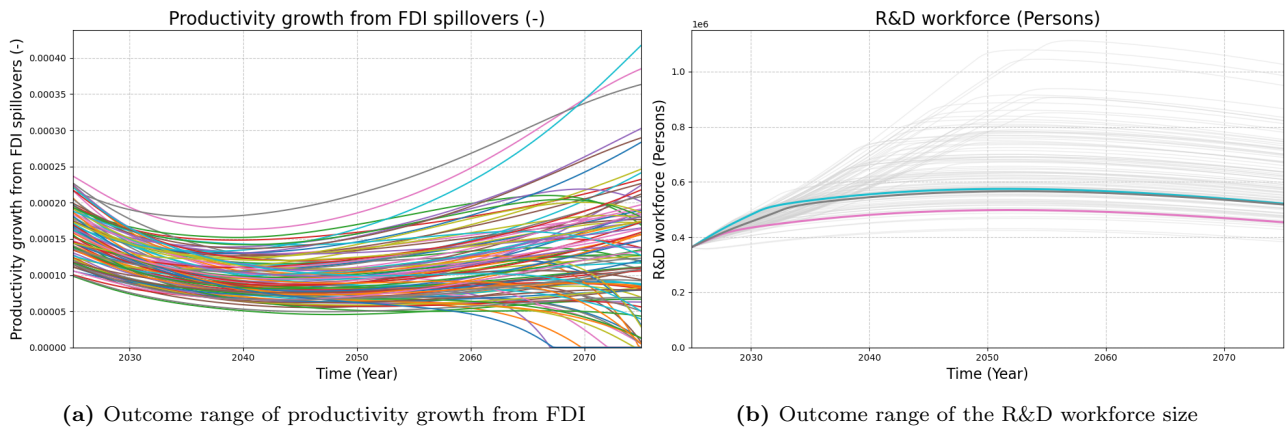 Productivity growth from FDI spillovers (-)
Productivity growth from FDI spillovers (-)
0.00040
0.00035
0.00030
0.00025
0.00020
0.00015
0.00010
0.00005
0.00000
2030 2040 2050 2060 2070
Time (Year)
R&D workforce (Persons)
1e6
R&D workforce (Persons)
1.0
0.8
0.6
0.4
0.2
0.0
2030 2040 2050 2060 2070
Time (Year)
(a) Outcome range of productivity growth from FDI
(b) Outcome range of the R&D workforce size